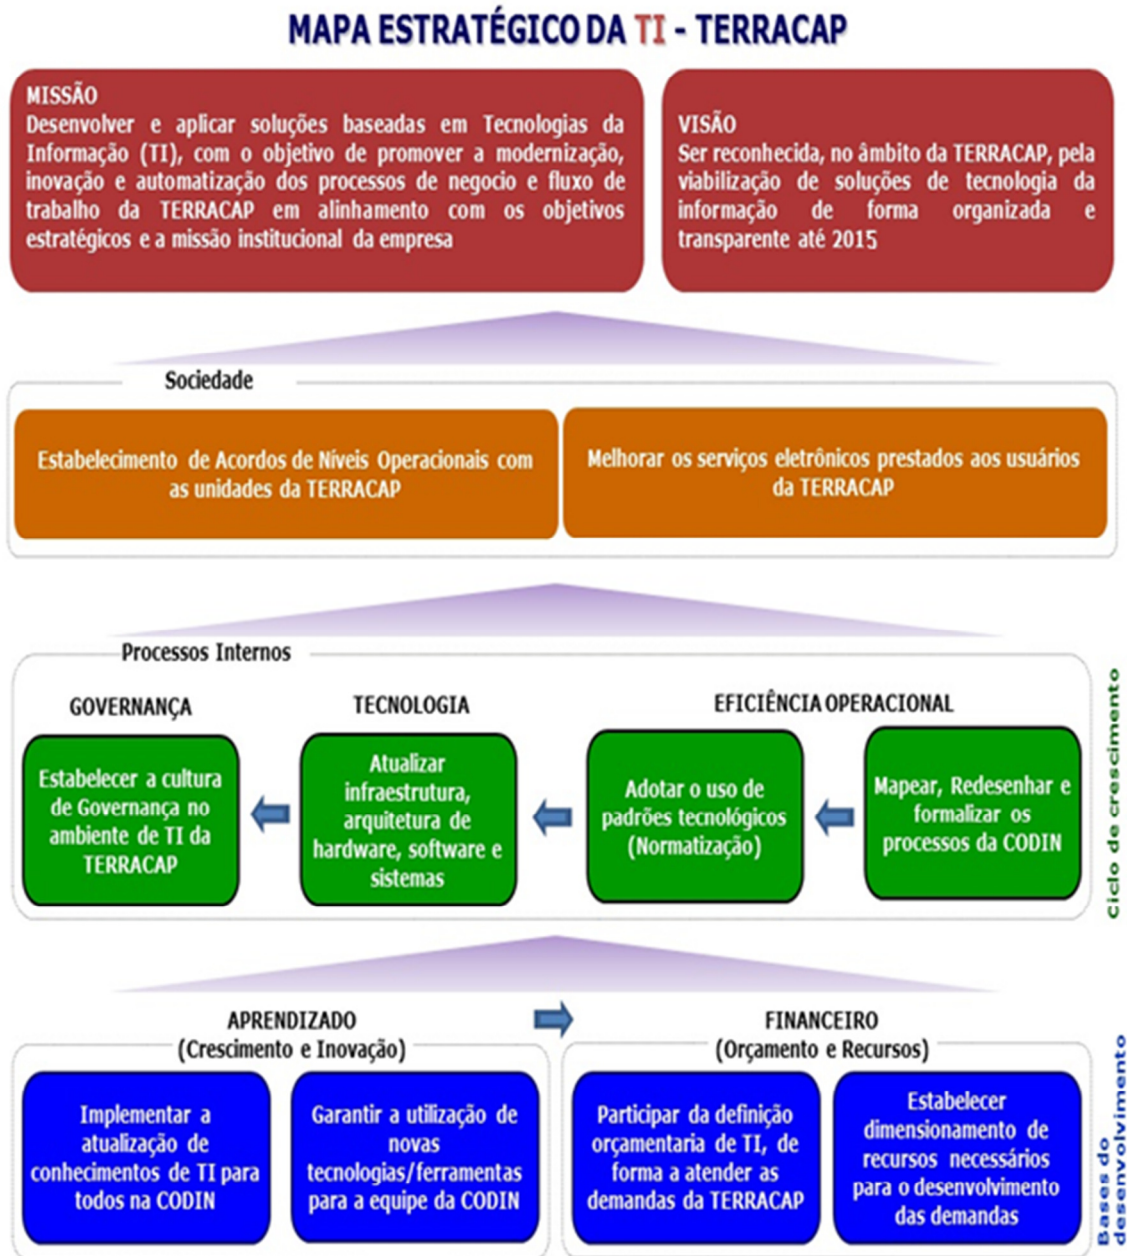 MAPA ESTRATÉGICO DA TI - TERRACAP
MISSÃO
Desenvolver e aplicar soluções baseadas em Tecnologias da
Informação (TI), com o objetivo de promover a modernização,
inovação e automatização dos processos de negocio e fluxo de
trabalho da TERRACAP em alinhamento com os objetivos
estratégicos e a missão institucional da empresa
VISÃO
Ser reconhecida, no âmbito da TERRACAP, pela
viabilização de soluções de tecnologia da
informação de forma organizada e
transparente até 2015
Sociedade
Estabelecimento de Acordos de Níveis Operacionais com
as unidades da TERRACAP
Melhorar os serviços eletrônicos prestados aos usuários
da TERRACAP
Processos Internos
GOVERNANÇA
Estabelecer a cultura
de Governança no
ambiente de TI da
TERRACAP
TECNOLOGIA
Atualizar
infraestrutura,
arquitetura de
hardware, software e
sistemas
EFICIÊNCIA OPERACIONAL
Adotar o uso de
padrões tecnológicos
(Normatização)
Mapear, Redesenhar e
formalizar os
processos da CODIN
Ciclo de crescimento
APRENDIZADO
(Crescimento e Inovação)
Implementar a
atualização de
conhecimentos de TI para
todos na CODIN
Garantir a utilização de
novas
tecnologias/ferramentas
para a equipe da CODIN
FINANCEIRO
(Orçamento e Recursos)
Participar da definição
orçamentaria de TI, de
forma a atender as
demandas da TERRACAP
Estabelecer
dimensionamento de
recursos necessários
para o desenvolvimento
das demandas
Bases do
desenvolvimento